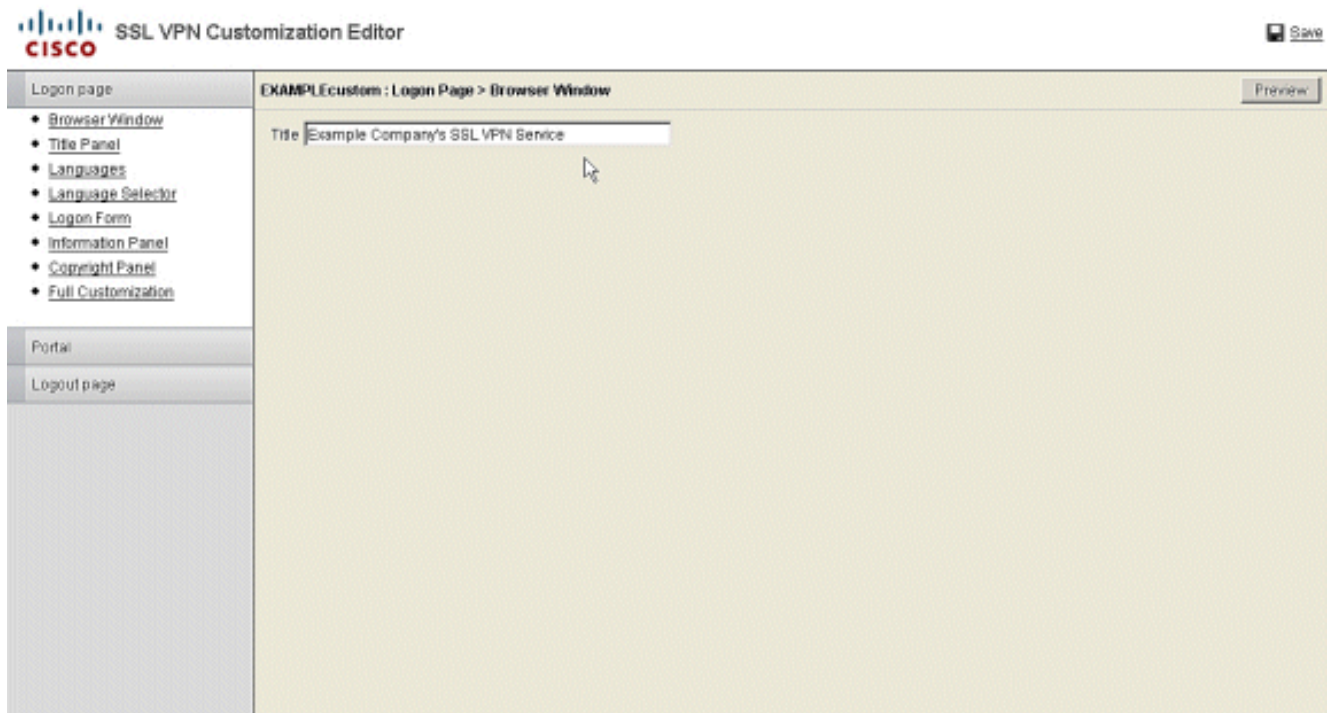 CISCO SSL VPN Customization Editor
Save
Logon page
EXAMPLEcustom : Logon Page > Browser Window
Preview
Browser Window
Title Panel
Languages
Language Selector
Logon Form
Information Panel
Copyright Panel
Full Customization
Title Example Company's SSL VPN Service
Portal
Logout page